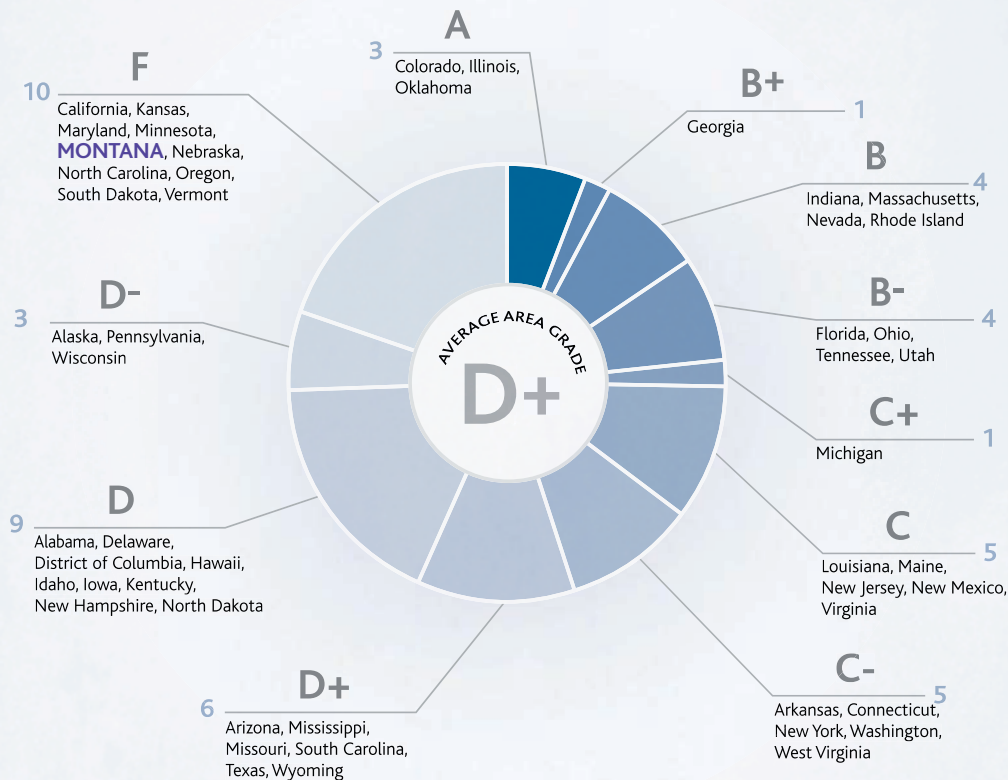 A
3
Colorado, Illinois,
Oklahoma
B+
1
Georgia
B
4
Indiana, Massachusetts,
Nevada, Rhode Island
B-
4
Florida, Ohio,
Tennessee, Utah
C+
1
Michigan
C
5
Louisiana, Maine,
New Jersey, New Mexico,
Virginia
C-
5
Arkansas, Connecticut,
New York, Washington,
West Virginia
D+
6
Arizona, Mississippi,
Missouri, South Carolina,
Texas, Wyoming
D
9
Alabama, Delaware,
District of Columbia, Hawaii,
Idaho, Iowa, Kentucky,
New Hampshire, North Dakota
D-
3
Alaska, Pennsylvania,
Wisconsin
F
10
California, Kansas,
Maryland, Minnesota,
MONTANA, Nebraska,
North Carolina, Oregon,
South Dakota, Vermont
AVERAGE AREA GRADE
D+